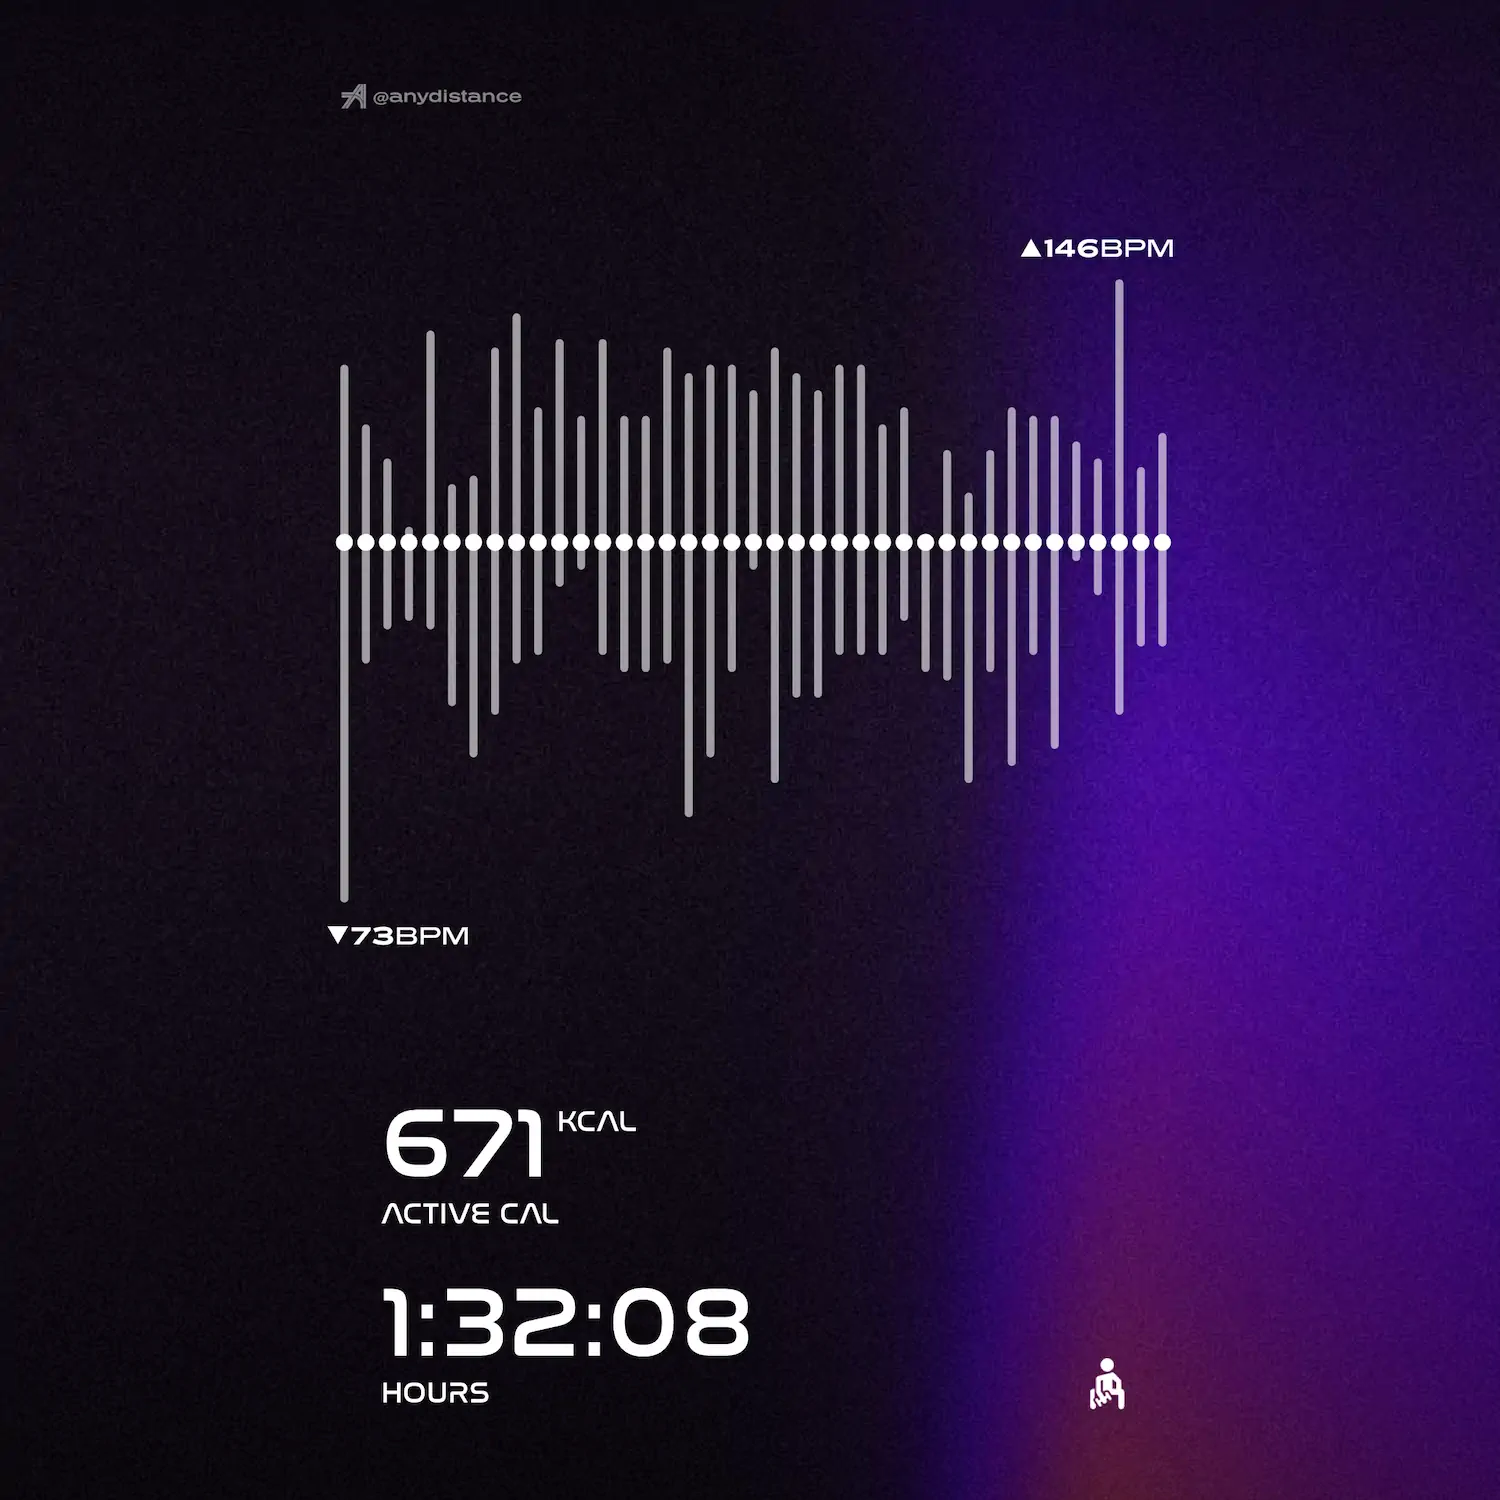 @anydistance
▲146BPM
▼73BPM
671 KCAL
ACTIVE CAL
1:32:08
HOURS